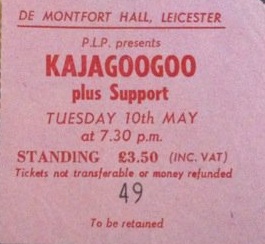 DE MONTFORT HALL, LEICESTER
P.L.P. presents
KAJAGOOGOO
plus Support
TUESDAY 10th MAY
at 7.30 p.m.
STANDING £3.50 (INC. VAT)
Tickets not transferable or money refunded
49
To be retained